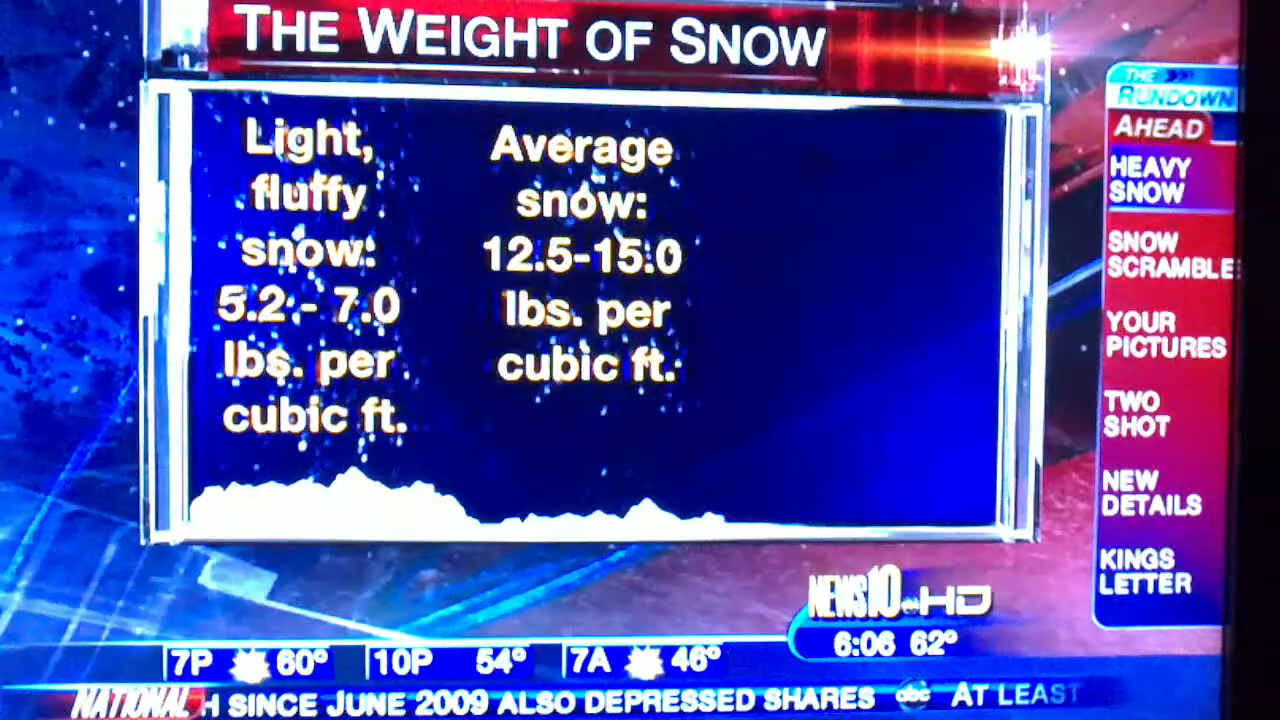 THE WEIGHT OF SNOW
Light,
fluffy
snow:
5.2 - 7.0
lbs. per
cubic ft.
Average
snow:
12.5-15.0
lbs. per
cubic ft.
THE
RUNDOWN
AHEAD
HEAVY
SNOW
SNOW
SCRAMBLE
YOUR
PICTURES
TWO
SHOT
NEW
DETAILS
KINGS
LETTER
NEWS10 abc HD
6:06 62°
7P 60° 10P 54° 7A 46°
NATIONAL H SINCE JUNE 2009 ALSO DEPRESSED SHARES abc AT LEAST